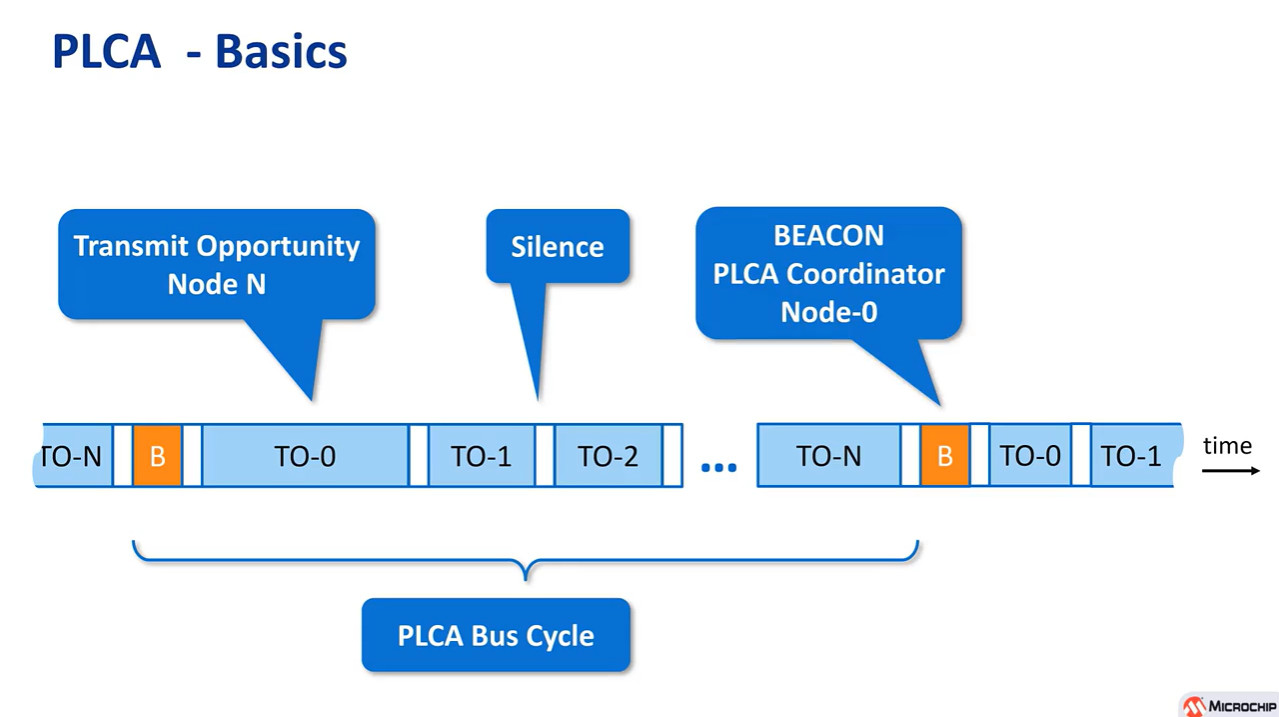 PLCA - Basics
Transmit Opportunity
Node N
Silence
BEACON
PLCA Coordinator
Node-0
TO-N
B
TO-0
TO-1
TO-2
...
TO-N
B
TO-0
TO-1
time
PLCA Bus Cycle
MICROCHIP